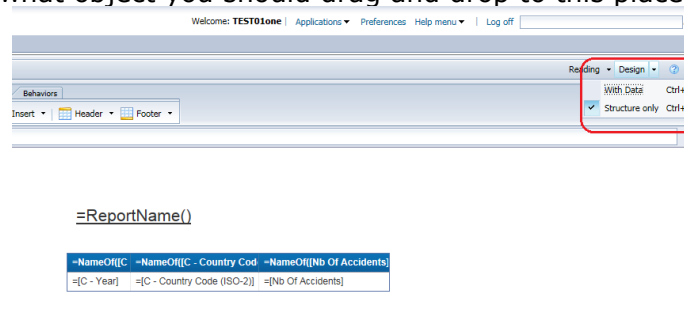 what object you should drag and drop to this place
Welcome: TEST01one | Applications Preferences Help menu | Log off
Reading Design
Behaviors
With Data Ctrl+
Insert Header Footer
Structure only Ctrl+
=ReportName()
=NameOf([C =NameOf([C - Country Cod =NameOf([Nb Of Accidents]
=[C - Year] =[C - Country Code (ISO-2)] =[Nb Of Accidents]